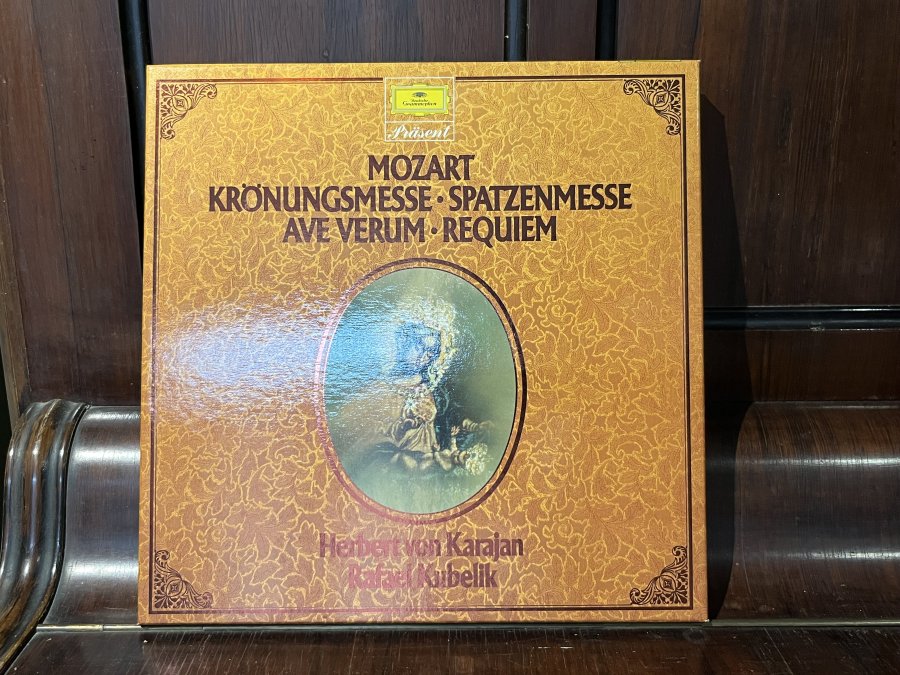 Deutsche
Grammophon
Präsent
MOZART
KRÖNUNGSMESSE · SPATZENMESSE
AVE VERUM · REQUIEM
Herbert von Karajan
Rafael Kubelik